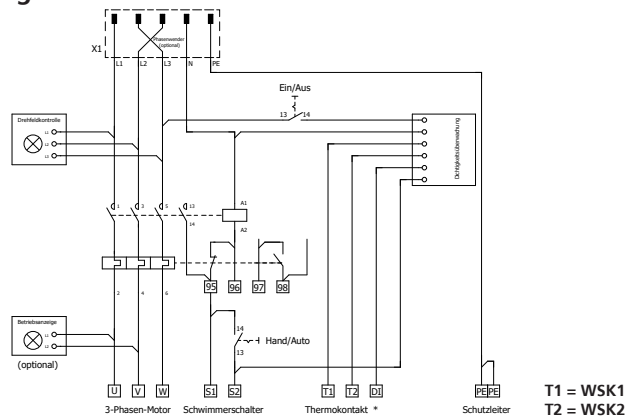 g
Phasenwender
(optional)
X1
L1
L2
L3
N
PE
Ein/Aus
13
14
Drehfeldkontrolle
L1
L2
L3
Dichtigkeitsüberwachung
1
3
5
13
14
A1
A2
95
96
97
98
2
4
6
Betriebsanzeige
L1
L2
(optional)
14
13
Hand/Auto
U
V
W
S1
S2
T1
T2
DI
PE
PE
3-Phasen-Motor
Schwimmerschalter
Thermokontakt *
Schutzleiter
T1 = WSK1
T2 = WSK2